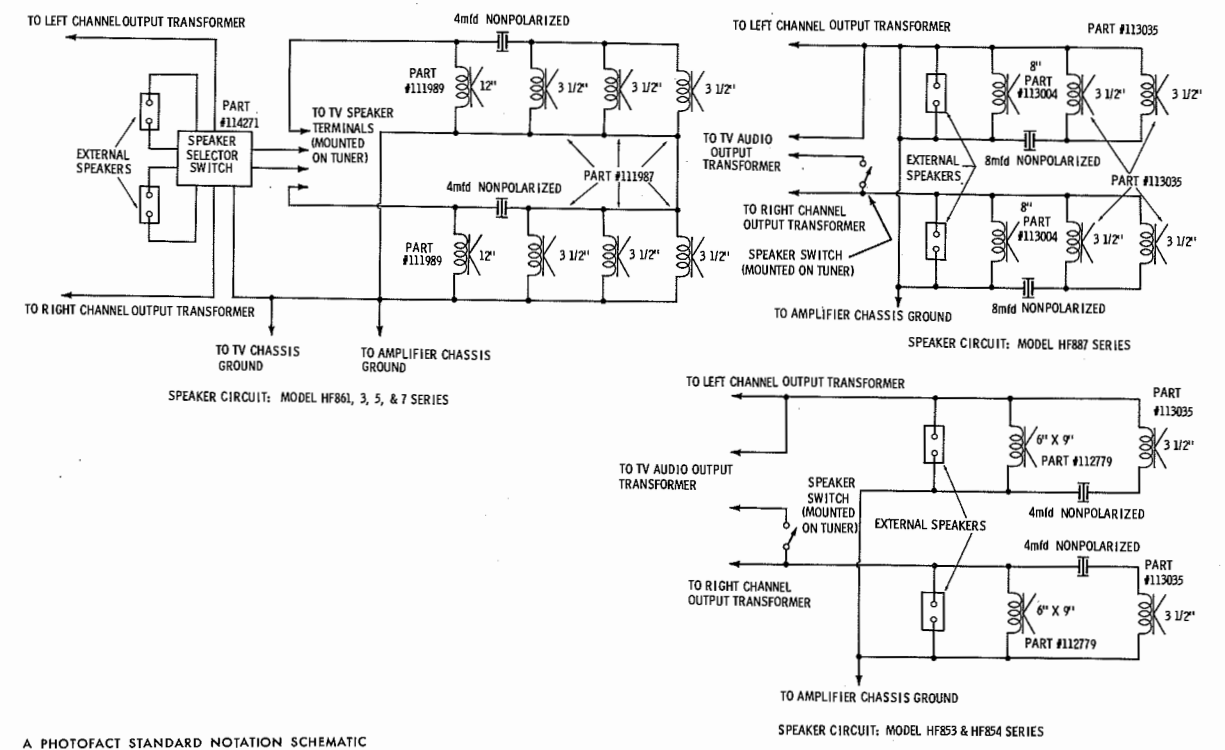 TO LEFT CHANNEL OUTPUT TRANSFORMER
4mfd NONPOLARIZED
PART
#111989
12"
3 1/2"
3 1/2"
3 1/2"
PART
#114271
SPEAKER
SELECTOR
SWITCH
EXTERNAL
SPEAKERS
TO TV SPEAKER
TERMINALS
(MOUNTED
ON TUNER)
PART #111987
4mfd NONPOLARIZED
PART
#111989
12"
3 1/2"
3 1/2"
3 1/2"
TO RIGHT CHANNEL OUTPUT TRANSFORMER
TO TV CHASSIS
GROUND
TO AMPLIFIER CHASSIS
GROUND
SPEAKER CIRCUIT: MODEL HF861, 3, 5, & 7 SERIES
TO LEFT CHANNEL OUTPUT TRANSFORMER
PART #113035
8"
PART
#113004
3 1/2"
3 1/2"
TO TV AUDIO
OUTPUT
TRANSFORMER
EXTERNAL
SPEAKERS
8mfd NONPOLARIZED
PART #113035
TO RIGHT CHANNEL
OUTPUT TRANSFORMER
8"
PART
#113004
3 1/2"
3 1/2"
SPEAKER SWITCH
(MOUNTED ON TUNER)
8mfd NONPOLARIZED
TO AMPLIFIER CHASSIS GROUND
SPEAKER CIRCUIT: MODEL HF887 SERIES
TO LEFT CHANNEL OUTPUT TRANSFORMER
PART
#113035
6" X 9"
3 1/2"
PART #112779
TO TV AUDIO OUTPUT
TRANSFORMER
SPEAKER
SWITCH
(MOUNTED
ON TUNER)
EXTERNAL SPEAKERS
4mfd NONPOLARIZED
4mfd NONPOLARIZED
PART
#113035
TO RIGHT CHANNEL
OUTPUT TRANSFORMER
6" X 9"
3 1/2"
PART #112779
TO AMPLIFIER CHASSIS GROUND
SPEAKER CIRCUIT: MODEL HF853 & HF854 SERIES
A PHOTOFACT STANDARD NOTATION SCHEMATIC